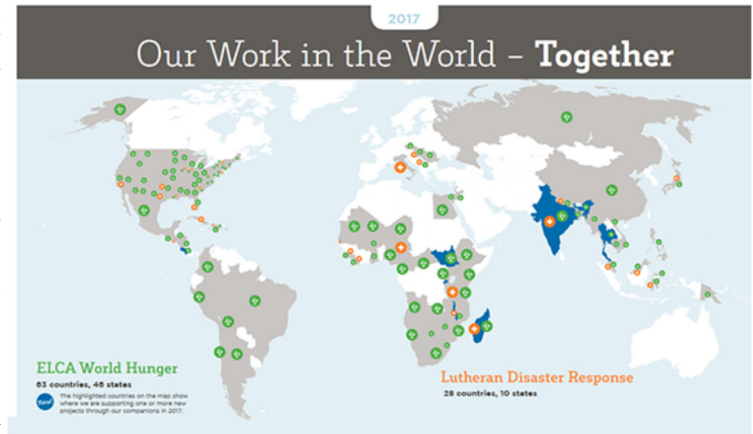 2017
Our Work in the World – Together
ELCA World Hunger
63 countries, 46 states
New!
The highlighted countries on the map show
where we are supporting one or more new
projects through our companions in 2017.
Lutheran Disaster Response
28 countries, 10 states